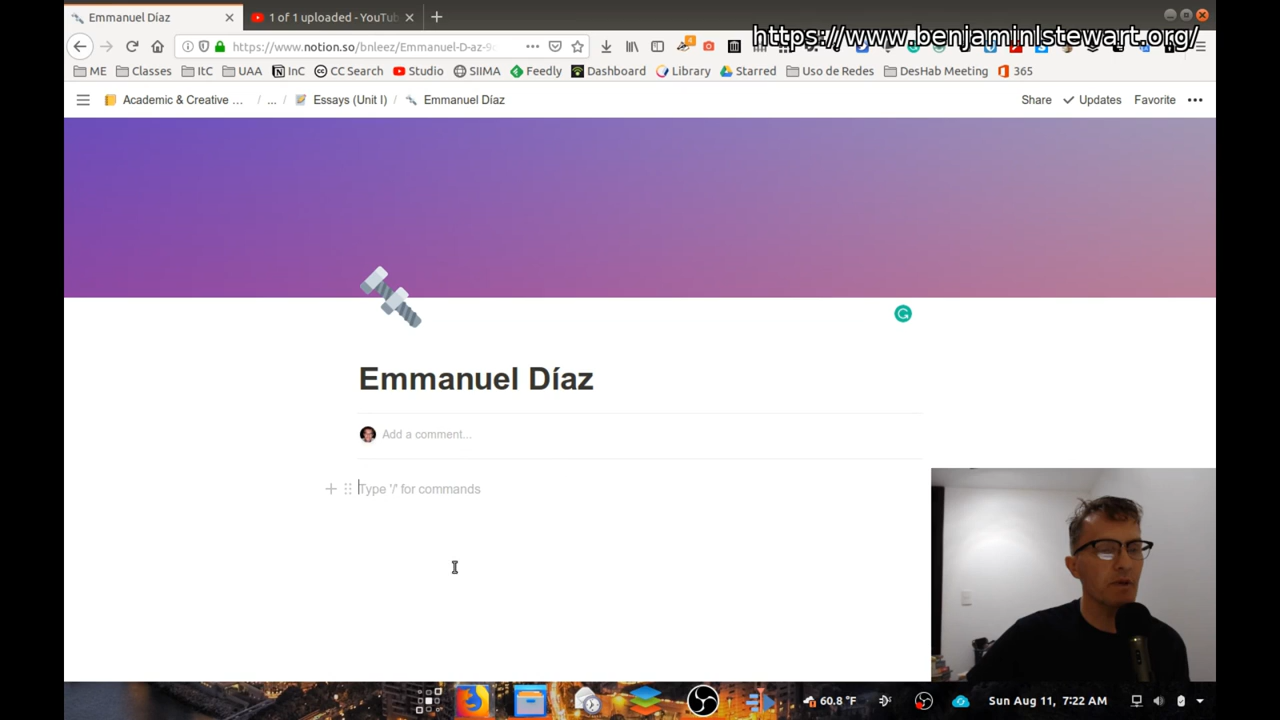 Emmanuel Díaz
1 of 1 uploaded - YouTub
https://www.benjaminlstewart.org/
https://www.notion.so/bnleez/Emmanuel-D-az-9
ME
Classes
ItC
UAA
InC
CC Search
Studio
SIIMA
Feedly
Dashboard
Library
Starred
Uso de Redes
DesHab Meeting
365
Academic & Creative ... / ... / Essays (Unit I) / Emmanuel Díaz
Share
Updates
Favorite
Emmanuel Díaz
Add a comment...
Type '/' for commands
60.8 °F
Sun Aug 11, 7:22 AM